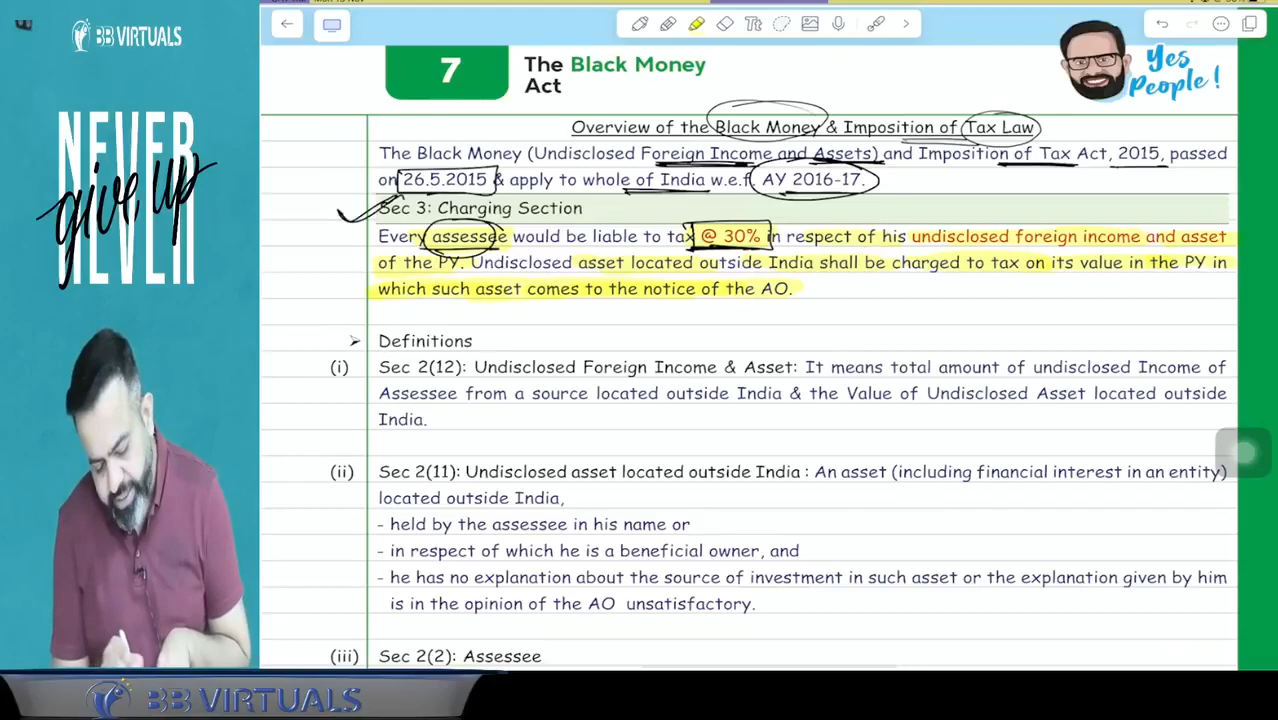 BB VIRTUALS
NEVER
give up
NEVER
7
The Black Money
Act
Yes
People!
Overview of the Black Money & Imposition of Tax Law
The Black Money (Undisclosed Foreign Income and Assets) and Imposition of Tax Act, 2015, passed
on 26.5.2015 & apply to whole of India w.e.f. AY 2016-17.
Sec 3: Charging Section
Every assessee would be liable to tax @ 30% in respect of his undisclosed foreign income and asset
of the PY. Undisclosed asset located outside India shall be charged to tax on its value in the PY in
which such asset comes to the notice of the AO.
Definitions
(i) Sec 2(12): Undisclosed Foreign Income & Asset: It means total amount of undisclosed Income of
Assessee from a source located outside India & the Value of Undisclosed Asset located outside
India.
(ii) Sec 2(11): Undisclosed asset located outside India : An asset (including financial interest in an entity)
located outside India,
- held by the assessee in his name or
- in respect of which he is a beneficial owner, and
- he has no explanation about the source of investment in such asset or the explanation given by him
is in the opinion of the AO unsatisfactory.
(iii) Sec 2(2): Assessee
BB VIRTUALS